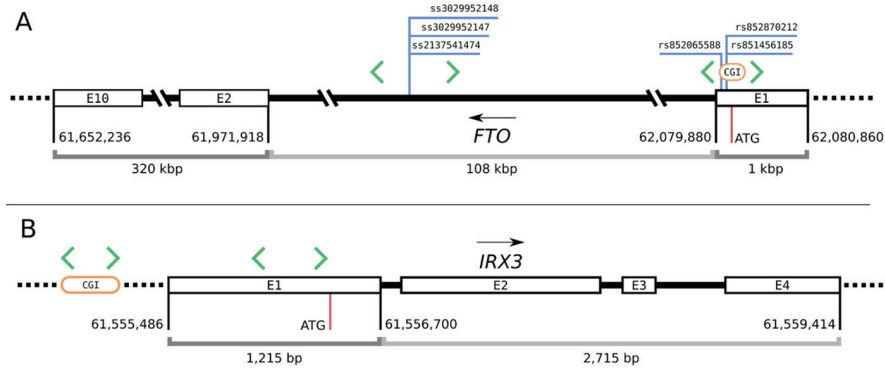 A
ss3029952148
ss3029952147
ss2137541474
rs852870212
rs852065588
rs851456185
CGI
E10
E2
E1
61,652,236
61,971,918
FTO
62,079,880
ATG
62,080,860
320 kbp
108 kbp
1 kbp
B
IRX3
CGI
E1
E2
E3
E4
61,555,486
ATG
61,556,700
61,559,414
1,215 bp
2,715 bp